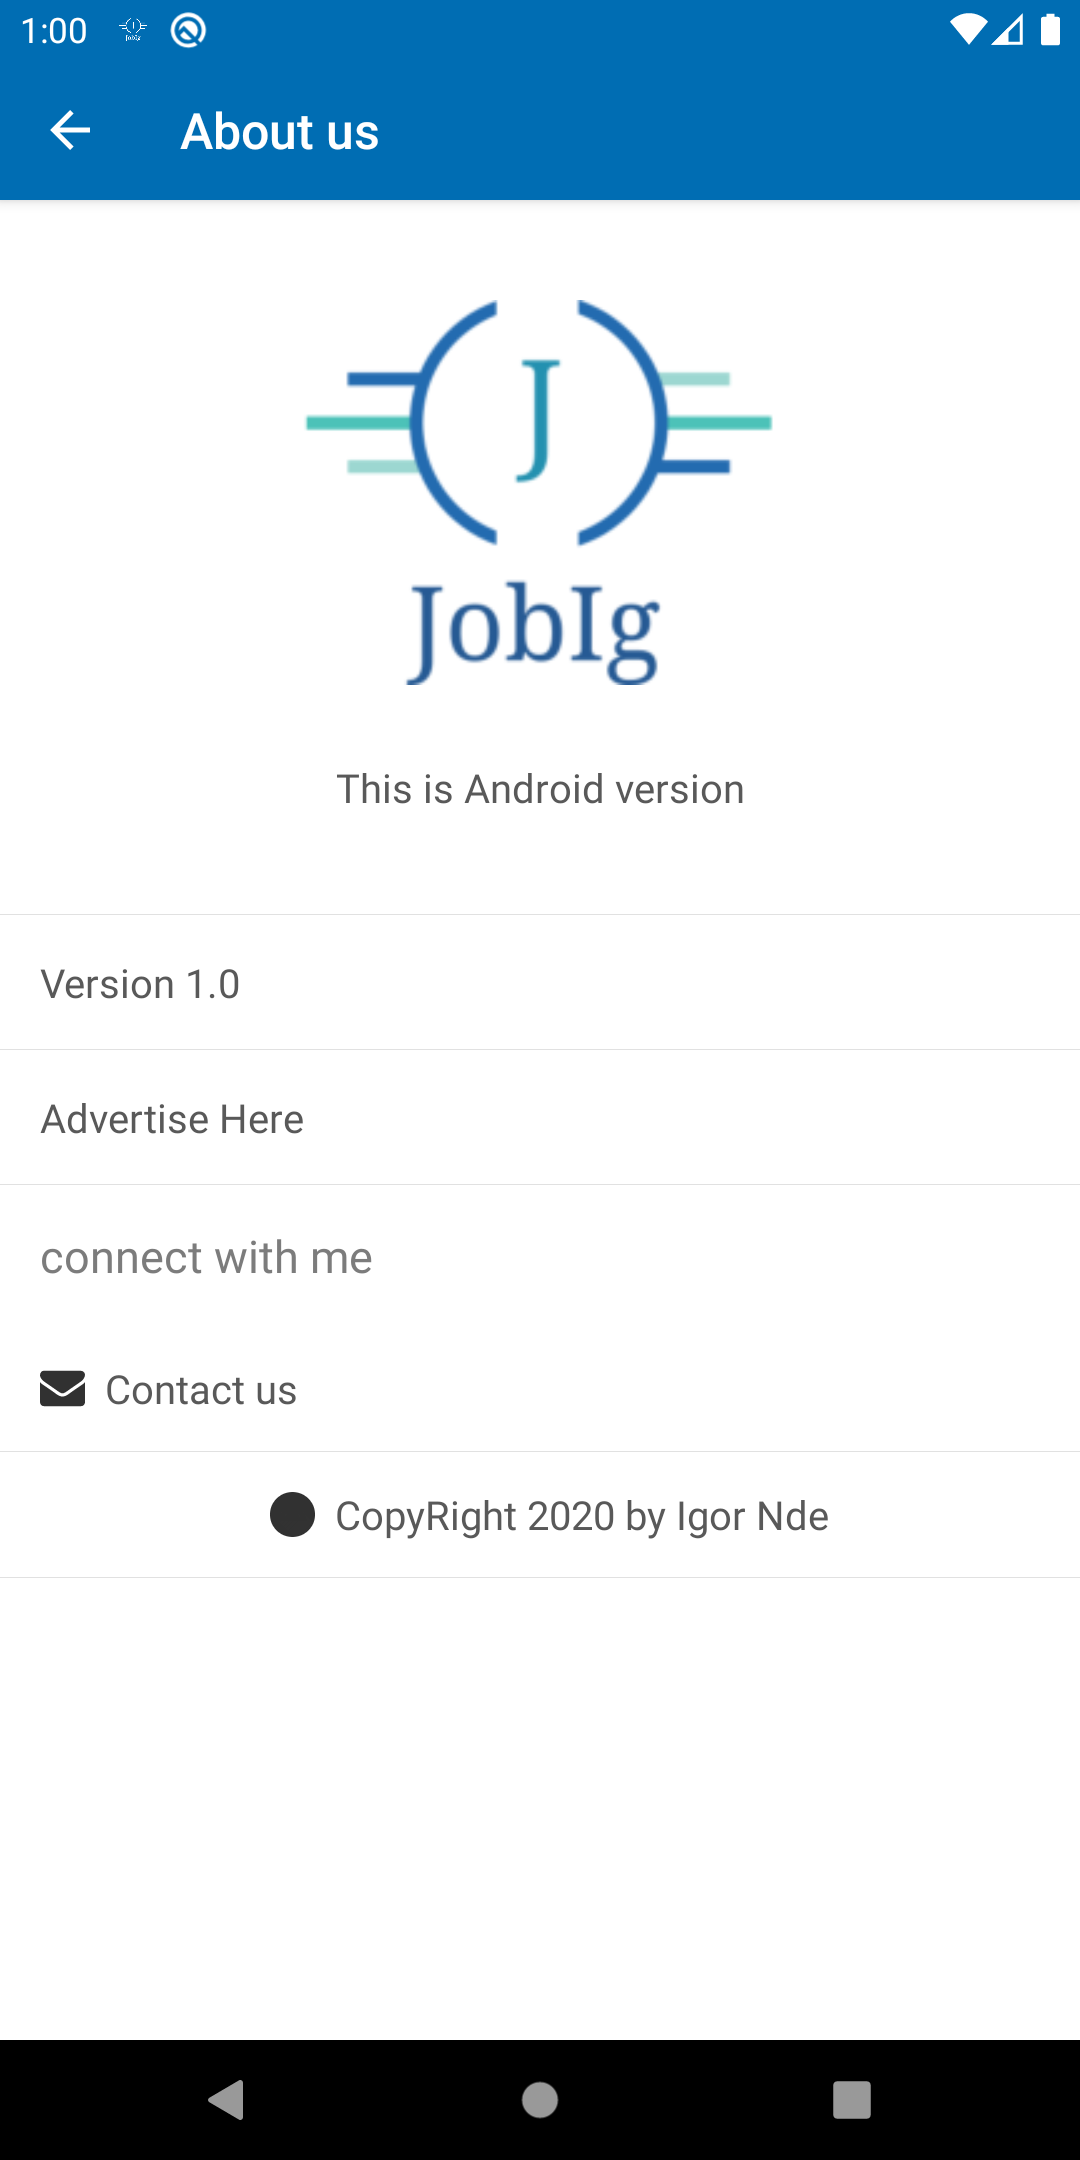 1:00
About us
J
JobIg
This is Android version
Version 1.0
Advertise Here
connect with me
Contact us
CopyRight 2020 by Igor Nde